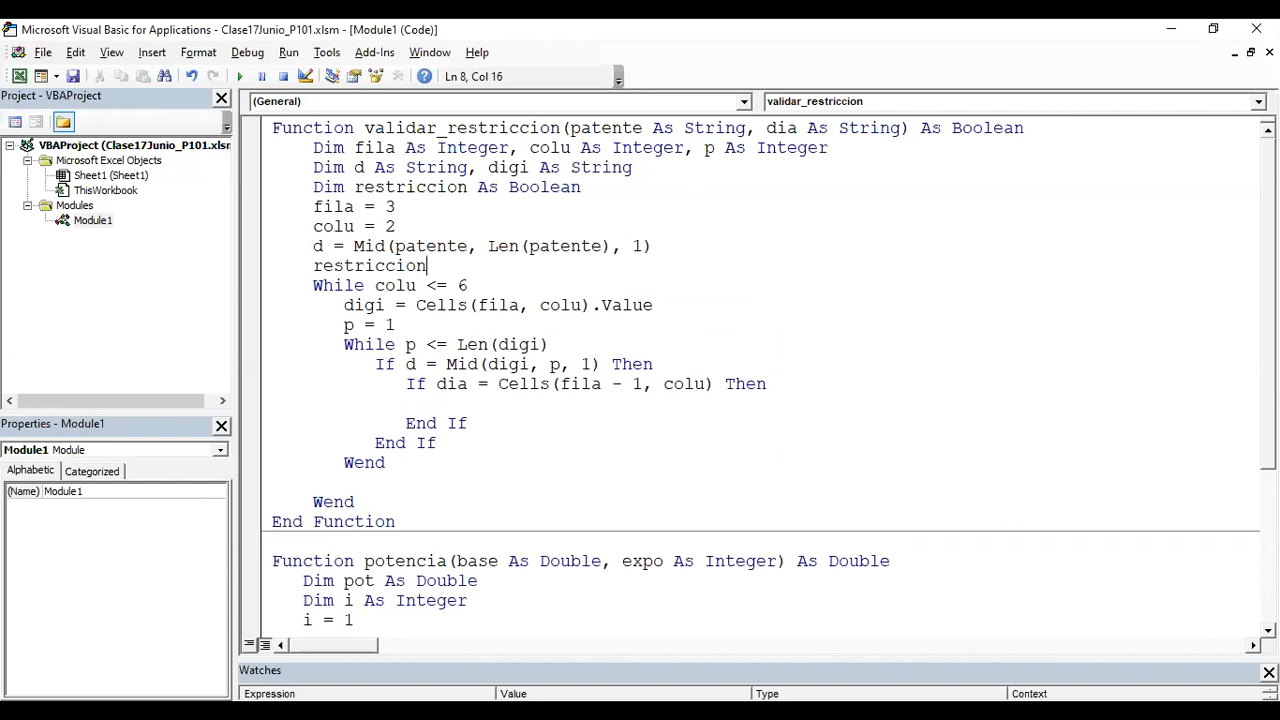 Microsoft Visual Basic for Applications - Clase17Junio_P101.xlsm - [Module1 (Code)]
File Edit View Insert Format Debug Run Tools Add-Ins Window Help
Ln 8, Col 16
Project - VBAProject
VBAProject (Clase17Junio_P101.xlsm
Microsoft Excel Objects
Sheet1 (Sheet1)
ThisWorkbook
Modules
Module1
Properties - Module1
Module1 Module
Alphabetic Categorized
(Name) Module1
(General) validar_restriccion
Function validar_restriccion(patente As String, dia As String) As Boolean
Dim fila As Integer, colu As Integer, p As Integer
Dim d As String, digi As String
Dim restriccion As Boolean
fila = 3
colu = 2
d = Mid(patente, Len(patente), 1)
restriccion
While colu <= 6
digi = Cells(fila, colu).Value
p = 1
While p <= Len(digi)
If d = Mid(digi, p, 1) Then
If dia = Cells(fila - 1, colu) Then
End If
End If
Wend
Wend
End Function
Function potencia(base As Double, expo As Integer) As Double
Dim pot As Double
Dim i As Integer
i = 1
Watches
Expression Value Type Context